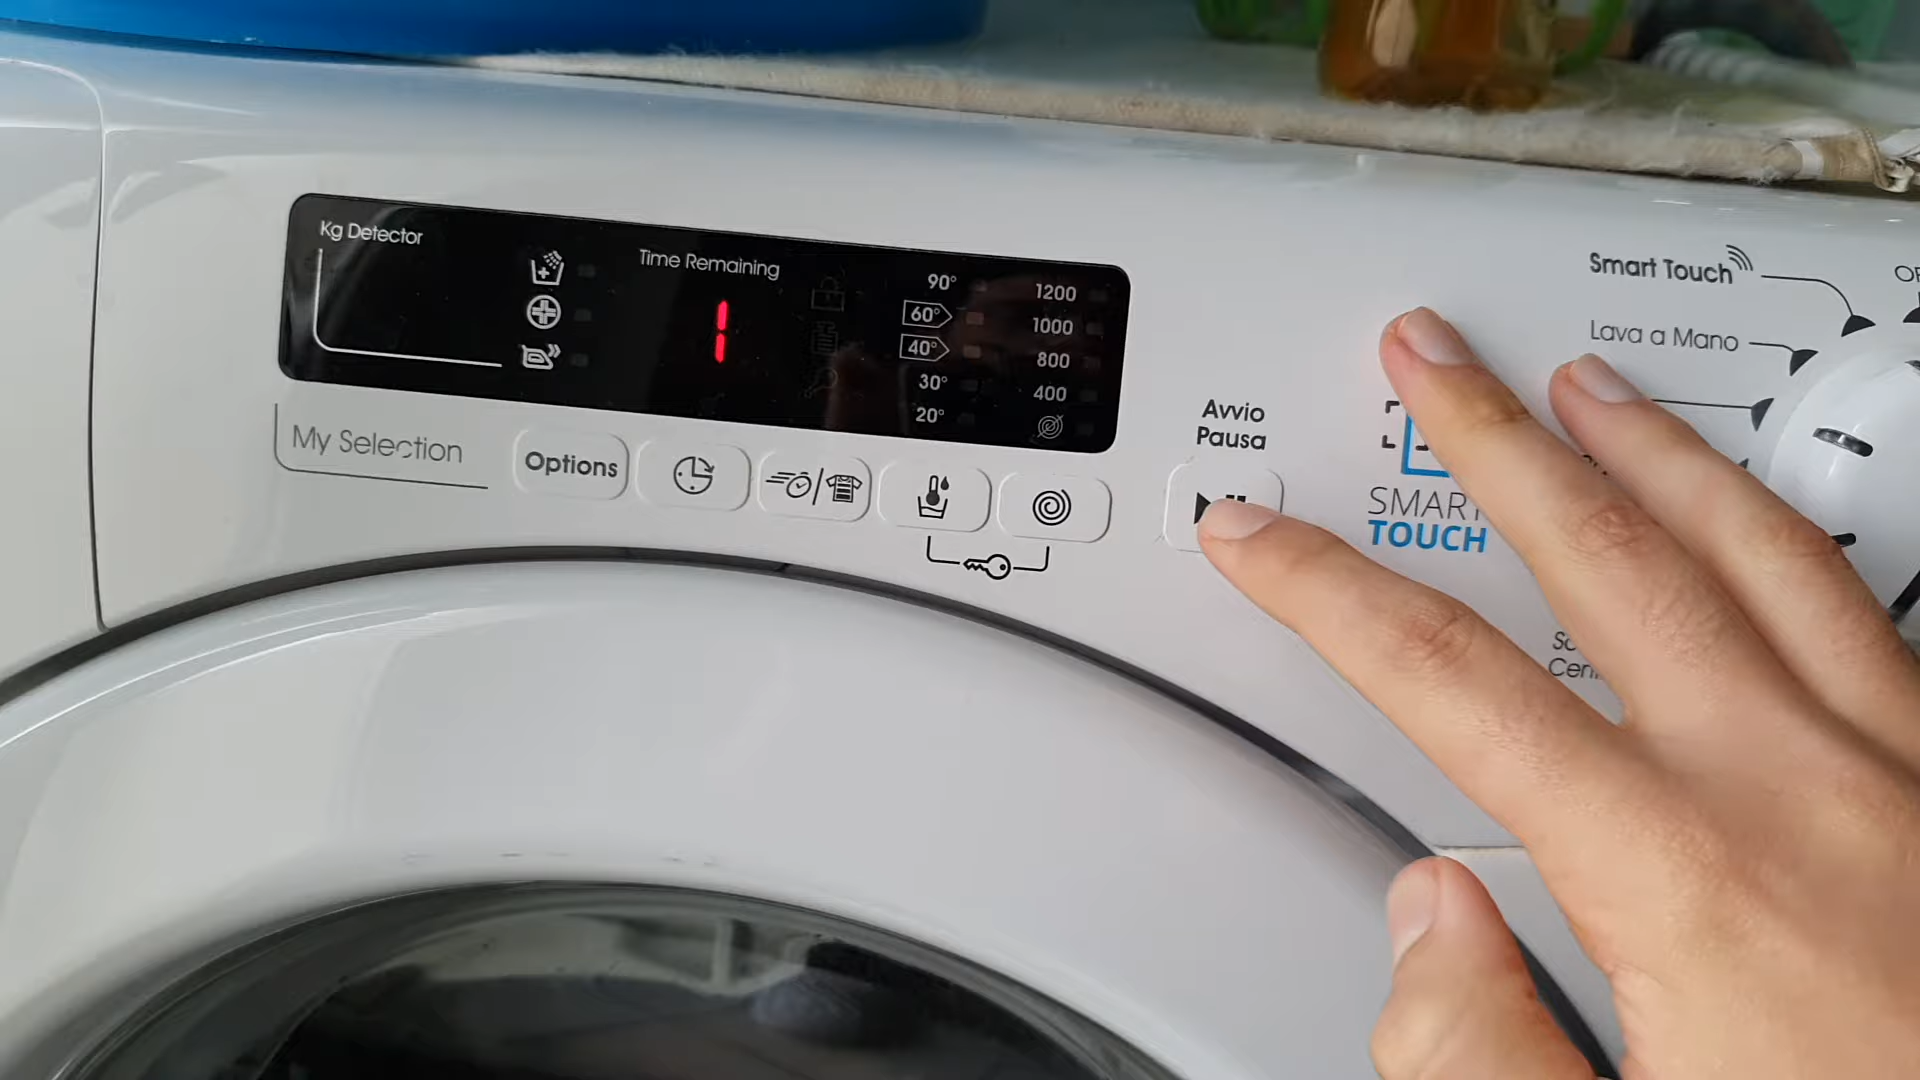 Kg Detector
Time Remaining
1
90°
60°
40°
30°
20°
1200
1000
800
400
My Selection
Options
Avvio
Pausa
SMART
TOUCH
Smart Touch
Lava a Mano